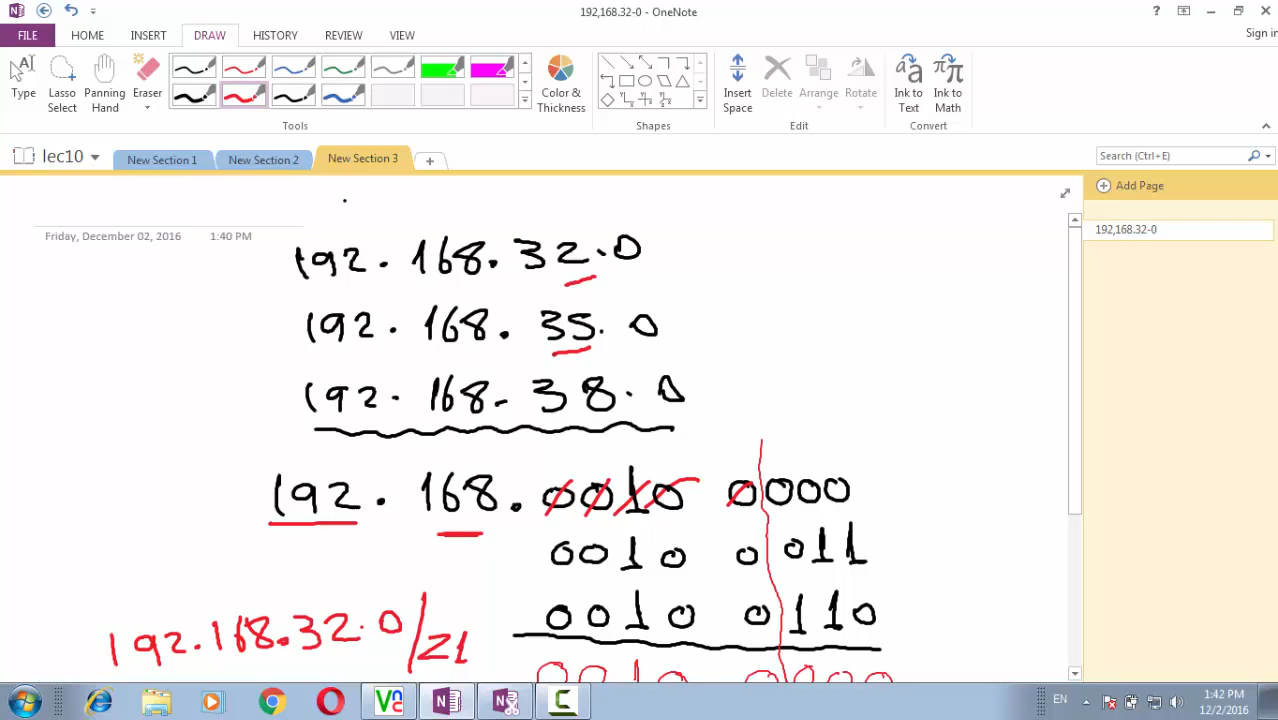 192,168.32-0 - OneNote
? 
Sign in
FILE HOME INSERT DRAW HISTORY REVIEW VIEW
Type Lasso Select Panning Hand Eraser Color & Thickness Insert Space Delete Arrange Rotate Ink to Text Ink to Math
Tools Shapes Edit Convert
lec10 New Section 1 New Section 2 New Section 3 +
Search (Ctrl+E)
Add Page
192,168.32-0
Friday, December 02, 2016 1:40 PM
192.168.32.0
192.168.35.0
192.168.38.0
192.168.0010 0000
0010 0011
0010 0110
192.168.32.0/21
0010 0000
EN 1:42 PM
12/2/2016